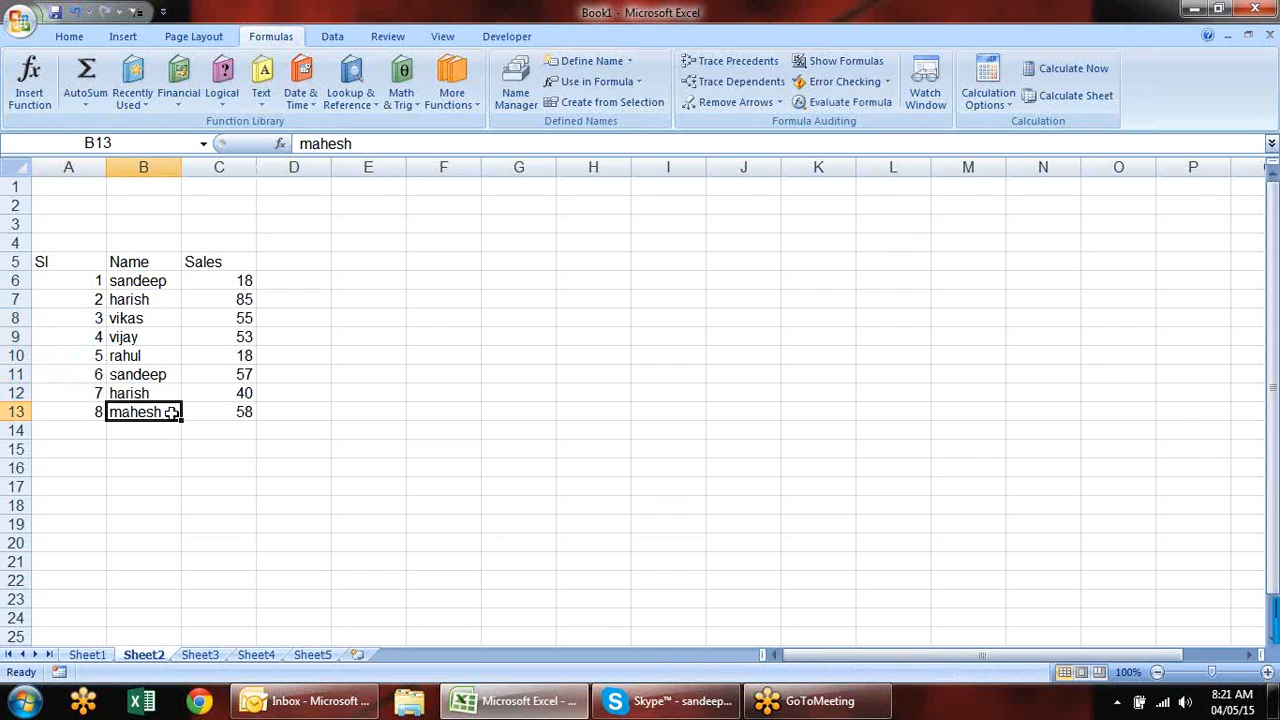 Book1 - Microsoft Excel
Home Insert Page Layout Formulas Data Review View Developer
Insert Function
AutoSum
Recently Used
Financial
Logical
Text
Date & Time
Lookup & Reference
Math & Trig
More Functions
Function Library
Name Manager
Define Name
Use in Formula
Create from Selection
Defined Names
Trace Precedents
Trace Dependents
Remove Arrows
Show Formulas
Error Checking
Evaluate Formula
Formula Auditing
Watch Window
Calculation Options
Calculate Now
Calculate Sheet
Calculation
B13 fx mahesh
A B C D E F G H I J K L M N O P
1
2
3
4
5 Sl Name Sales
6 1 sandeep 18
7 2 harish 85
8 3 vikas 55
9 4 vijay 53
10 5 rahul 18
11 6 sandeep 57
12 7 harish 40
13 8 mahesh 58
14
15
16
17
18
19
20
21
22
23
24
25
Sheet1 Sheet2 Sheet3 Sheet4 Sheet5
Ready 100%
Inbox - Microsoft ... Microsoft Excel - ... Skype™ - sandeep... GoToMeeting
8:21 AM
04/05/15